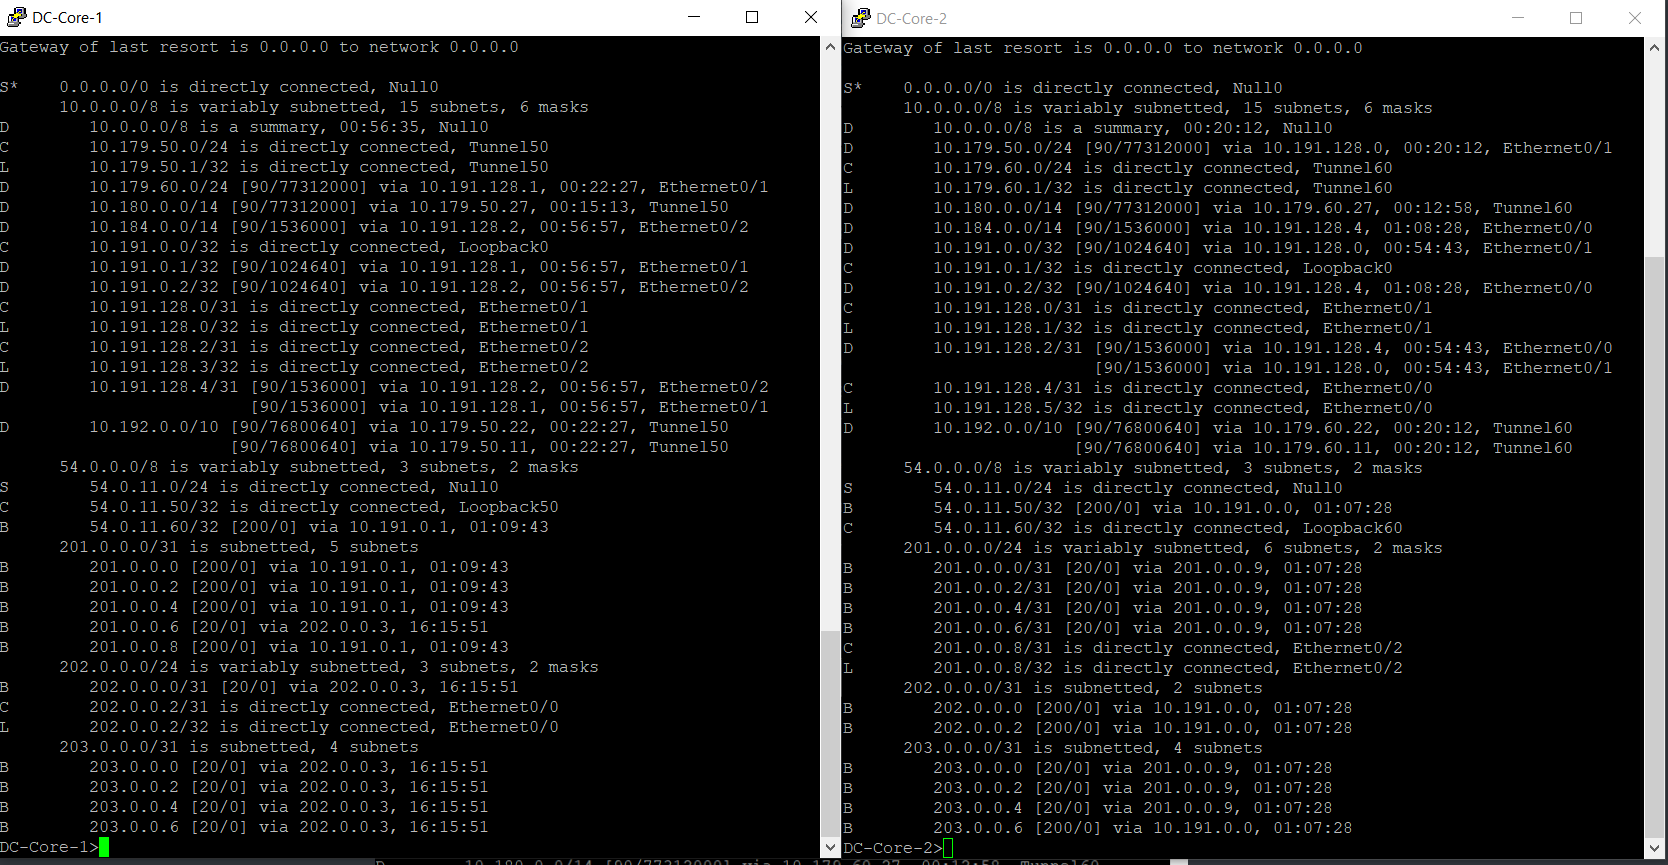 DC-Core-1
Gateway of last resort is 0.0.0.0 to network 0.0.0.0
S*    0.0.0.0/0 is directly connected, Null0
      10.0.0.0/8 is variably subnetted, 15 subnets, 6 masks
D        10.0.0.0/8 is a summary, 00:56:35, Null0
C        10.179.50.0/24 is directly connected, Tunnel50
L        10.179.50.1/32 is directly connected, Tunnel50
D        10.179.60.0/24 [90/77312000] via 10.191.128.1, 00:22:27, Ethernet0/1
D        10.180.0.0/14 [90/77312000] via 10.179.50.27, 00:15:13, Tunnel50
D        10.184.0.0/14 [90/1536000] via 10.191.128.2, 00:56:57, Ethernet0/2
C        10.191.0.0/32 is directly connected, Loopback0
D        10.191.0.1/32 [90/1024640] via 10.191.128.1, 00:56:57, Ethernet0/1
D        10.191.0.2/32 [90/1024640] via 10.191.128.2, 00:56:57, Ethernet0/2
C        10.191.128.0/31 is directly connected, Ethernet0/1
L        10.191.128.0/32 is directly connected, Ethernet0/1
C        10.191.128.2/31 is directly connected, Ethernet0/2
L        10.191.128.3/32 is directly connected, Ethernet0/2
D        10.191.128.4/31 [90/1536000] via 10.191.128.2, 00:56:57, Ethernet0/2
                         [90/1536000] via 10.191.128.1, 00:56:57, Ethernet0/1
D        10.192.0.0/10 [90/76800640] via 10.179.50.22, 00:22:27, Tunnel50
                       [90/76800640] via 10.179.50.11, 00:22:27, Tunnel50
      54.0.0.0/8 is variably subnetted, 3 subnets, 2 masks
S        54.0.11.0/24 is directly connected, Null0
C        54.0.11.50/32 is directly connected, Loopback50
B        54.0.11.60/32 [200/0] via 10.191.0.1, 01:09:43
      201.0.0.0/31 is subnetted, 5 subnets
B        201.0.0.0 [200/0] via 10.191.0.1, 01:09:43
B        201.0.0.2 [200/0] via 10.191.0.1, 01:09:43
B        201.0.0.4 [200/0] via 10.191.0.1, 01:09:43
B        201.0.0.6 [20/0] via 202.0.0.3, 16:15:51
B        201.0.0.8 [200/0] via 10.191.0.1, 01:09:43
      202.0.0.0/24 is variably subnetted, 3 subnets, 2 masks
B        202.0.0.0/31 [20/0] via 202.0.0.3, 16:15:51
C        202.0.0.2/31 is directly connected, Ethernet0/0
L        202.0.0.2/32 is directly connected, Ethernet0/0
      203.0.0.0/31 is subnetted, 4 subnets
B        203.0.0.0 [20/0] via 202.0.0.3, 16:15:51
B        203.0.0.2 [20/0] via 202.0.0.3, 16:15:51
B        203.0.0.4 [20/0] via 202.0.0.3, 16:15:51
B        203.0.0.6 [20/0] via 202.0.0.3, 16:15:51
DC-Core-1>
DC-Core-2
Gateway of last resort is 0.0.0.0 to network 0.0.0.0
S*    0.0.0.0/0 is directly connected, Null0
      10.0.0.0/8 is variably subnetted, 15 subnets, 6 masks
D        10.0.0.0/8 is a summary, 00:20:12, Null0
D        10.179.50.0/24 [90/77312000] via 10.191.128.0, 00:20:12, Ethernet0/1
C        10.179.60.0/24 is directly connected, Tunnel60
L        10.179.60.1/32 is directly connected, Tunnel60
D        10.180.0.0/14 [90/77312000] via 10.179.60.27, 00:12:58, Tunnel60
D        10.184.0.0/14 [90/1536000] via 10.191.128.4, 01:08:28, Ethernet0/0
D        10.191.0.0/32 [90/1024640] via 10.191.128.0, 00:54:43, Ethernet0/1
C        10.191.0.1/32 is directly connected, Loopback0
D        10.191.0.2/32 [90/1024640] via 10.191.128.4, 01:08:28, Ethernet0/0
C        10.191.128.0/31 is directly connected, Ethernet0/1
L        10.191.128.1/32 is directly connected, Ethernet0/1
D        10.191.128.2/31 [90/1536000] via 10.191.128.4, 00:54:43, Ethernet0/0
                         [90/1536000] via 10.191.128.0, 00:54:43, Ethernet0/1
C        10.191.128.4/31 is directly connected, Ethernet0/0
L        10.191.128.5/32 is directly connected, Ethernet0/0
D        10.192.0.0/10 [90/76800640] via 10.179.60.22, 00:20:12, Tunnel60
                       [90/76800640] via 10.179.60.11, 00:20:12, Tunnel60
      54.0.0.0/8 is variably subnetted, 3 subnets, 2 masks
S        54.0.11.0/24 is directly connected, Null0
B        54.0.11.50/32 [200/0] via 10.191.0.0, 01:07:28
C        54.0.11.60/32 is directly connected, Loopback60
      201.0.0.0/24 is variably subnetted, 6 subnets, 2 masks
B        201.0.0.0/31 [20/0] via 201.0.0.9, 01:07:28
B        201.0.0.2/31 [20/0] via 201.0.0.9, 01:07:28
B        201.0.0.4/31 [20/0] via 201.0.0.9, 01:07:28
B        201.0.0.6/31 [20/0] via 201.0.0.9, 01:07:28
C        201.0.0.8/31 is directly connected, Ethernet0/2
L        201.0.0.8/32 is directly connected, Ethernet0/2
      202.0.0.0/31 is subnetted, 2 subnets
B        202.0.0.0 [200/0] via 10.191.0.0, 01:07:28
B        202.0.0.2 [200/0] via 10.191.0.0, 01:07:28
      203.0.0.0/31 is subnetted, 4 subnets
B        203.0.0.0 [20/0] via 201.0.0.9, 01:07:28
B        203.0.0.2 [20/0] via 201.0.0.9, 01:07:28
B        203.0.0.4 [20/0] via 201.0.0.9, 01:07:28
B        203.0.0.6 [200/0] via 10.191.0.0, 01:07:28
DC-Core-2>
D        10.180.0.0/14 [90/77312000] via 10.179.60.27, 00:12:58, Tunnel60